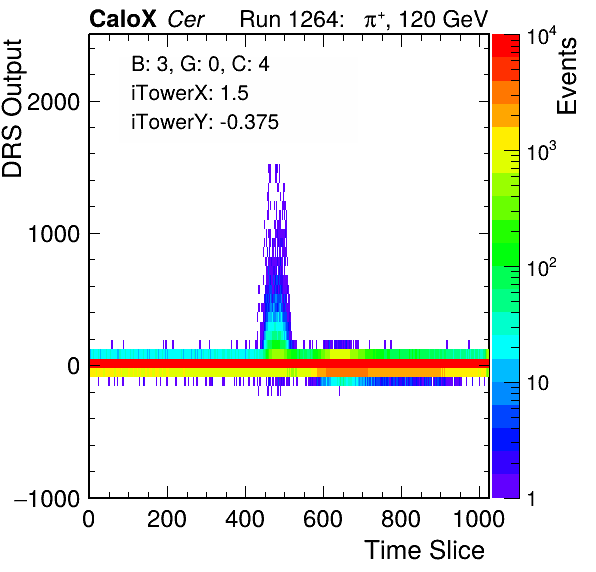 CaloX Cer Run 1264: π⁺, 120 GeV
B: 3, G: 0, C: 4
iTowerX: 1.5
iTowerY: -0.375
DRS Output
2000
1000
0
−1000
0 200 400 600 800 1000
Time Slice
10⁴
10³
10²
10
1
Events